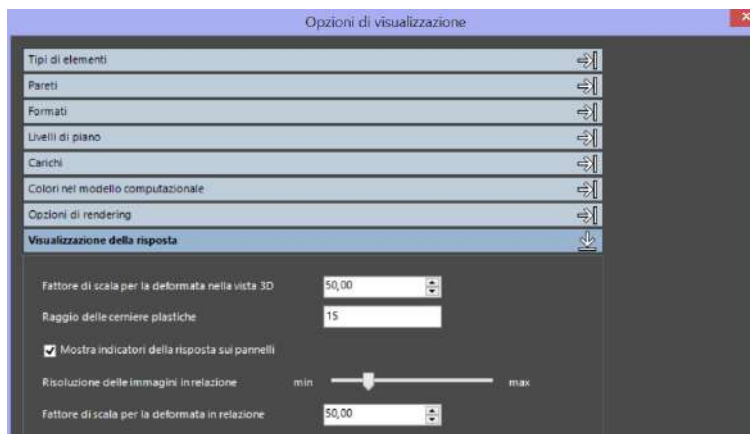 Opzioni di visualizzazione
Tipi di elementi
Pareti
Formati
Livelli di piano
Carichi
Colori nel modello computazionale
Opzioni di rendering
Visualizzazione della risposta
Fattore di scala per la deformata nella vista 3D 50,00
Raggio delle cerniere plastiche 15
Mostra indicatori della risposta sui pannelli
Risoluzione delle immagini in relazione min max
Fattore di scala per la deformata in relazione 50,00